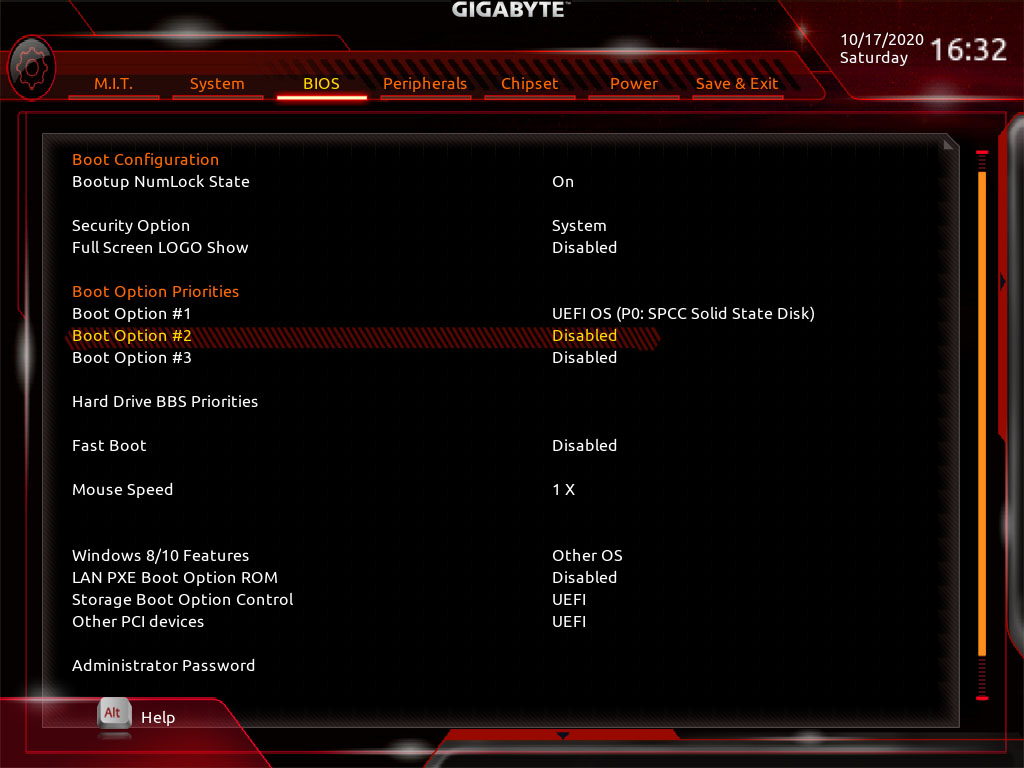 GIGABYTE™
10/17/2020
Saturday
16:32
M.I.T. System BIOS Peripherals Chipset Power Save & Exit
Boot Configuration
Bootup NumLock State On
Security Option System
Full Screen LOGO Show Disabled
Boot Option Priorities
Boot Option #1 UEFI OS (P0: SPCC Solid State Disk)
Boot Option #2 Disabled
Boot Option #3 Disabled
Hard Drive BBS Priorities
Fast Boot Disabled
Mouse Speed 1 X
Windows 8/10 Features Other OS
LAN PXE Boot Option ROM Disabled
Storage Boot Option Control UEFI
Other PCI devices UEFI
Administrator Password
Alt Help